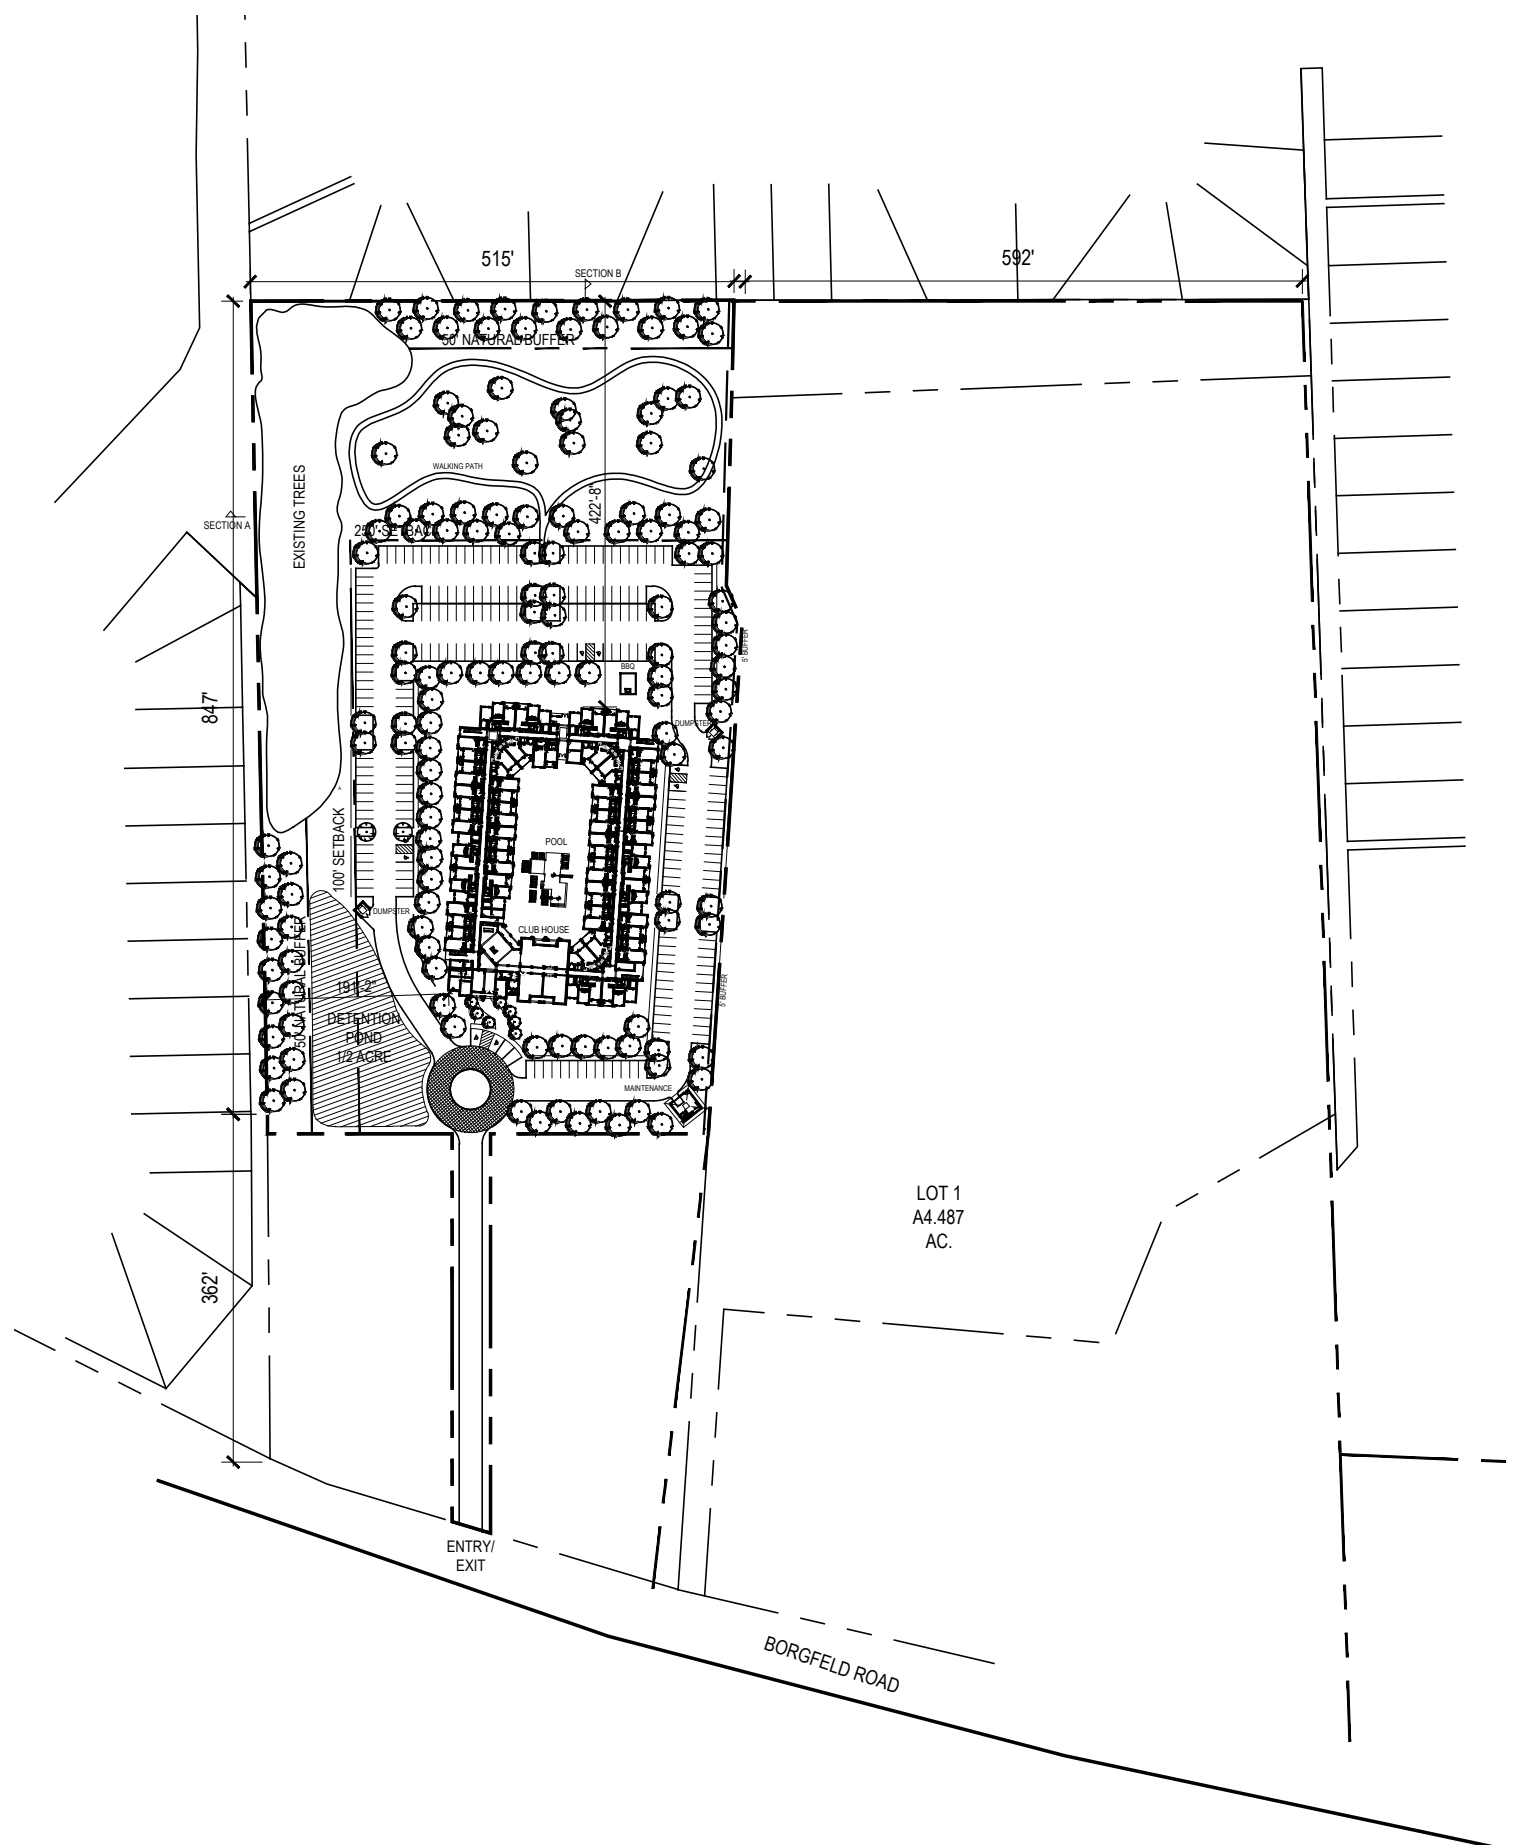 515'
592'
SECTION B
50' NATURAL BUFFER
WALKING PATH
EXISTING TREES
SECTION A
422'-8"
250' SETBACK
5' BUFFER
BBQ
847'
DUMPSTER
A
100' SETBACK
POOL
DUMPSTER
CLUB HOUSE
50' NATURAL BUFFER
191'-2"
5' BUFFER
DETENTION
POND
1/2 ACRE
MAINTENANCE
LOT 1
A4.487
AC.
362'
ENTRY/
EXIT
BORGFELD ROAD